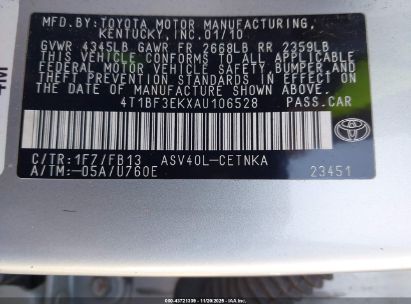 MFD.BY:TOYOTA MOTOR MANUFACTURING,
KENTUCKY,INC.01/10
GVWR 4345LB GAWR FR 2668LB RR 2359LB
THIS VEHICLE CONFORMS TO ALL APPLICABLE
FEDERAL MOTOR VEHICLE SAFETY, BUMPER, AND
THEFT PREVENTION STANDARDS IN EFFECT ON
THE DATE OF MANUFACTURE SHOWN ABOVE.
4T1BF3EKXAU106528 PASS.CAR
TOYOTA
C/TR:1F7/FB13 ASV40L-CETNKA
A/TM:-05A/U760E 23451